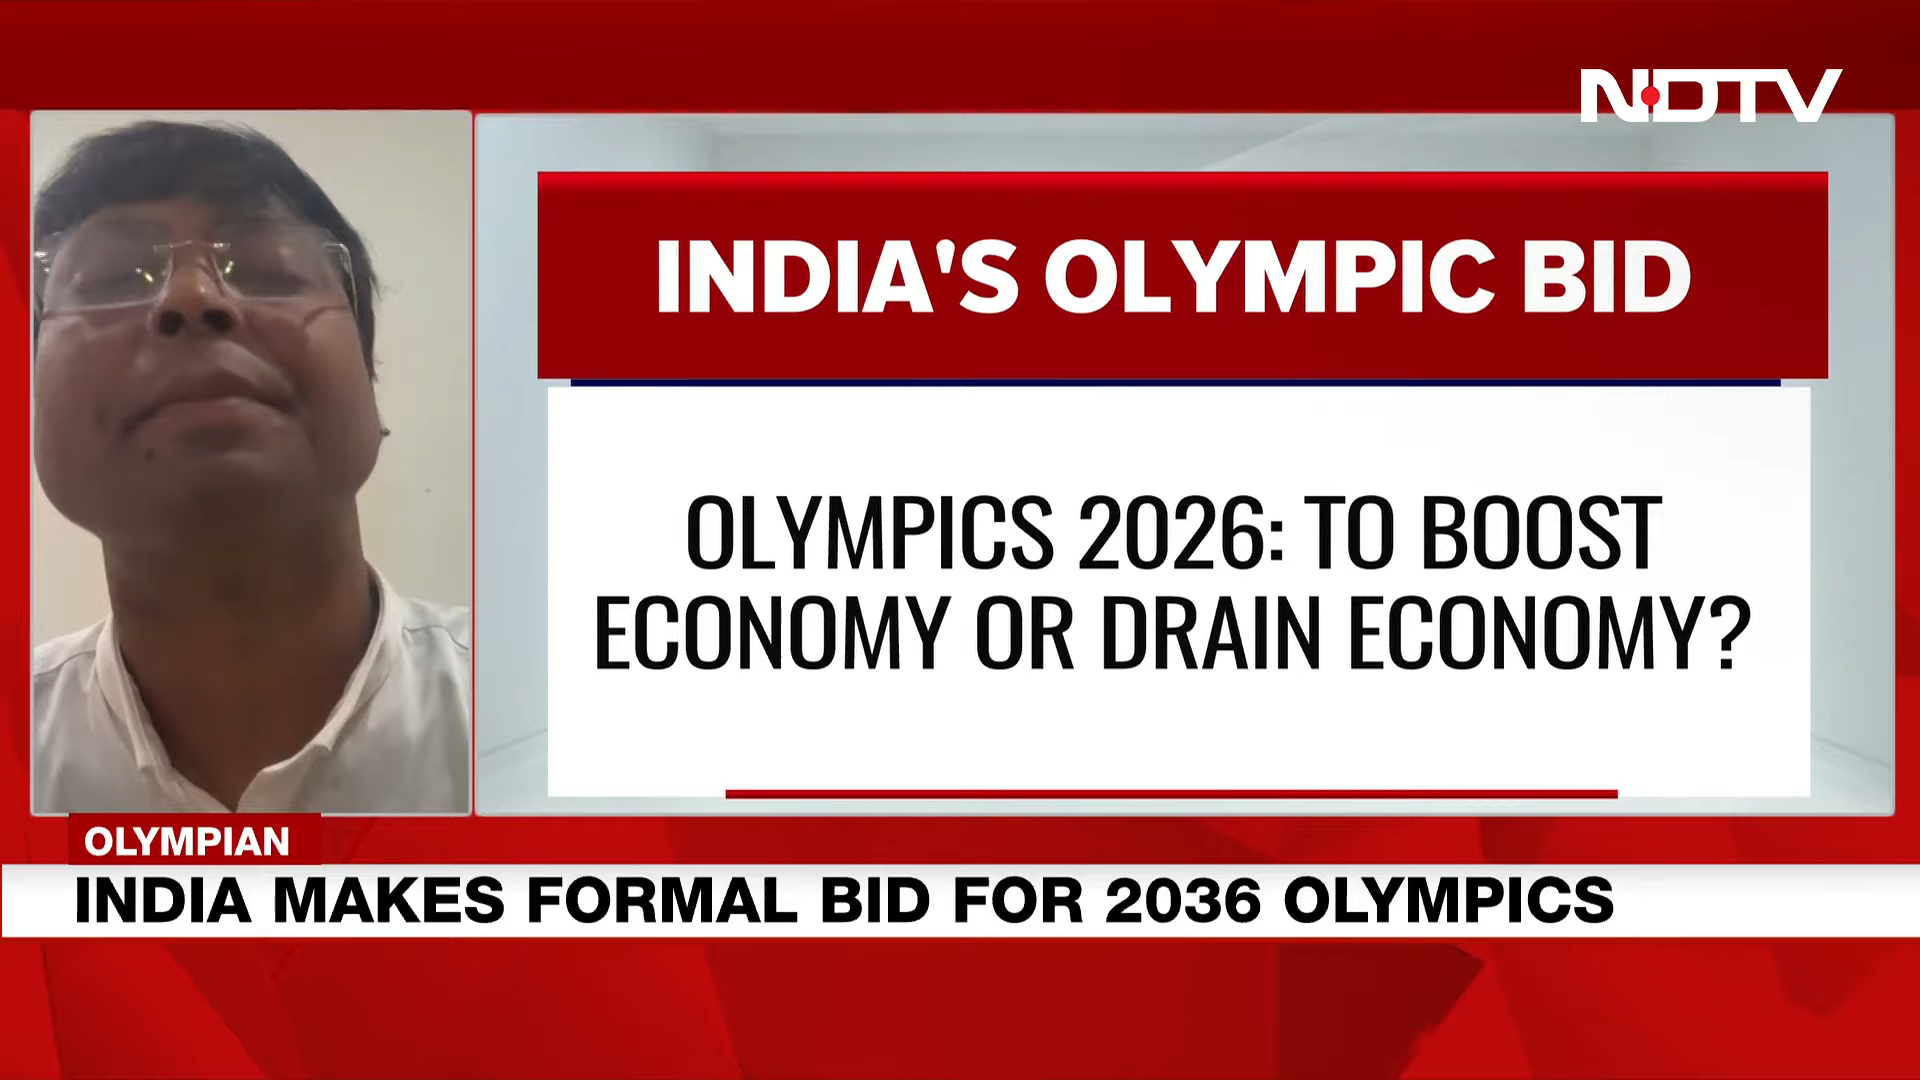 NDTV
INDIA'S OLYMPIC BID
OLYMPICS 2026: TO BOOST
ECONOMY OR DRAIN ECONOMY?
OLYMPIAN
INDIA MAKES FORMAL BID FOR 2036 OLYMPICS